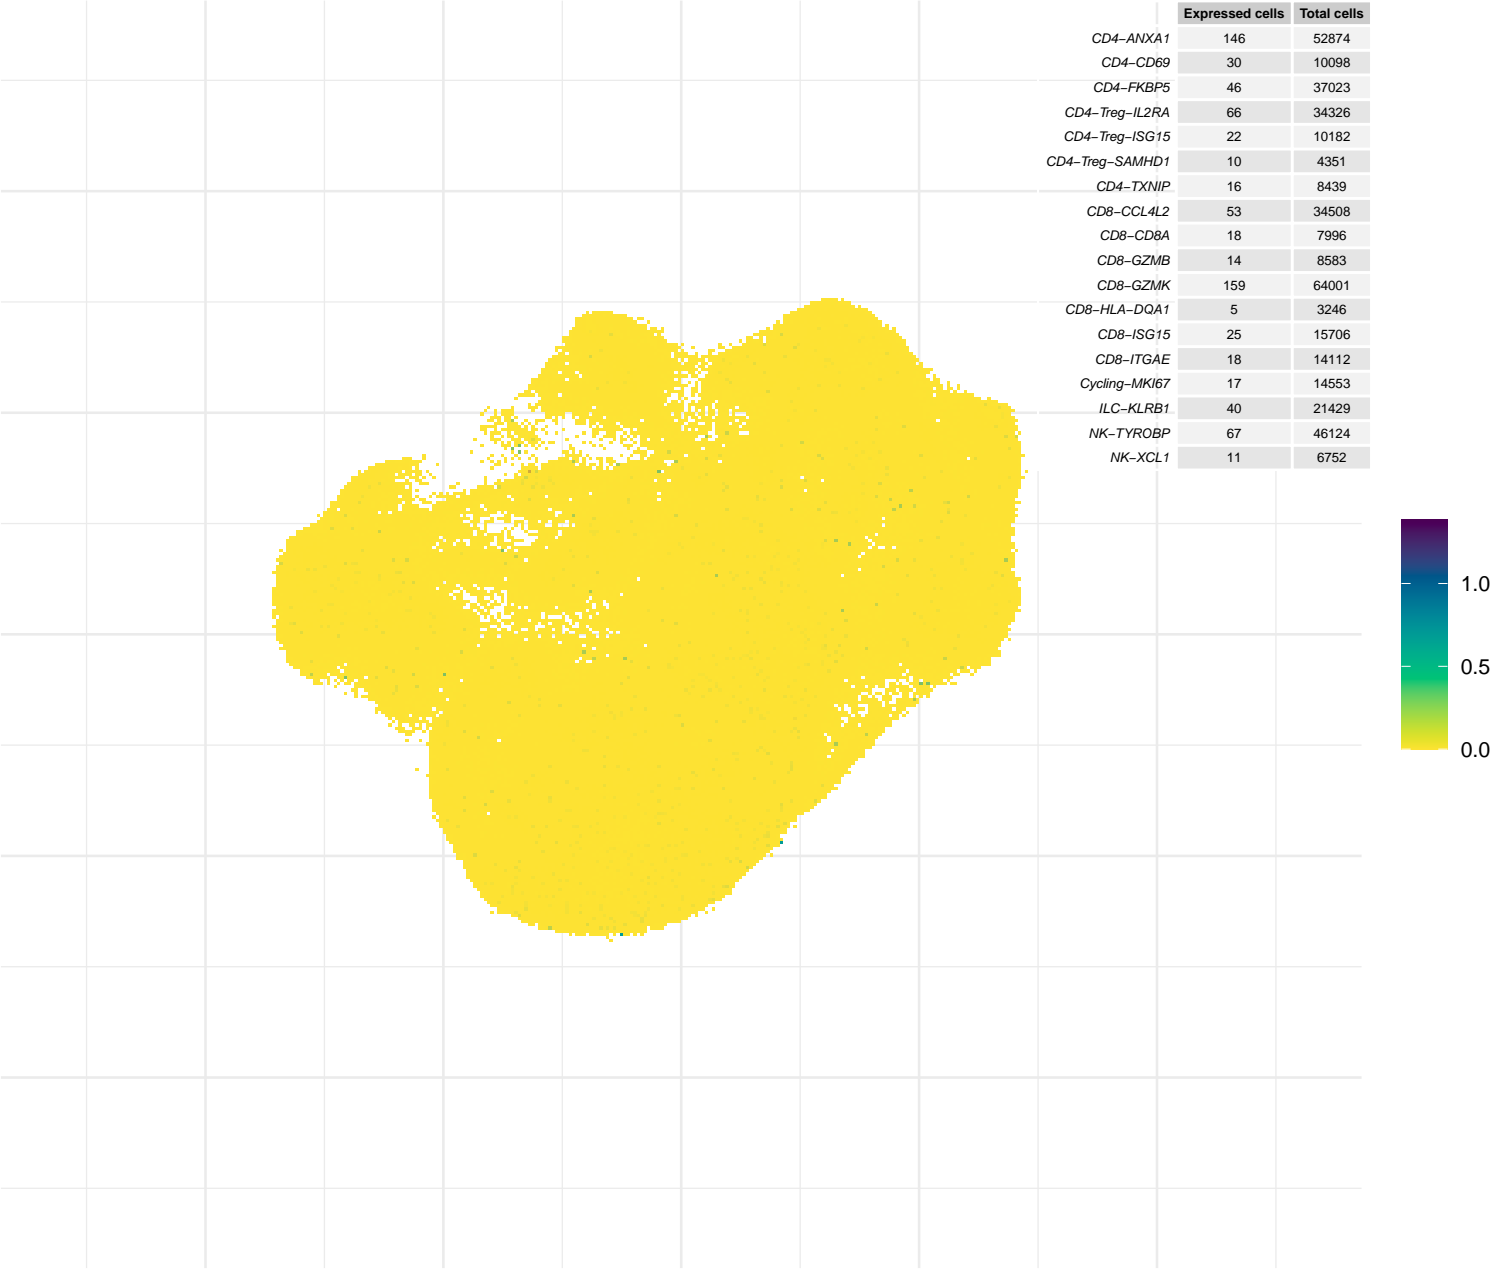 Expressed cells Total cells
CD4−ANXA1 146 52874
CD4−CD69 30 10098
CD4−FKBP5 46 37023
CD4−Treg−IL2RA 66 34326
CD4−Treg−ISG15 22 10182
CD4−Treg−SAMHD1 10 4351
CD4−TXNIP 16 8439
CD8−CCL4L2 53 34508
CD8−CD8A 18 7996
CD8−GZMB 14 8583
CD8−GZMK 159 64001
CD8−HLA−DQA1 5 3246
CD8−ISG15 25 15706
CD8−ITGAE 18 14112
Cycling−MKI67 17 14553
ILC−KLRB1 40 21429
NK−TYROBP 67 46124
NK−XCL1 11 6752
1.0
0.5
0.0